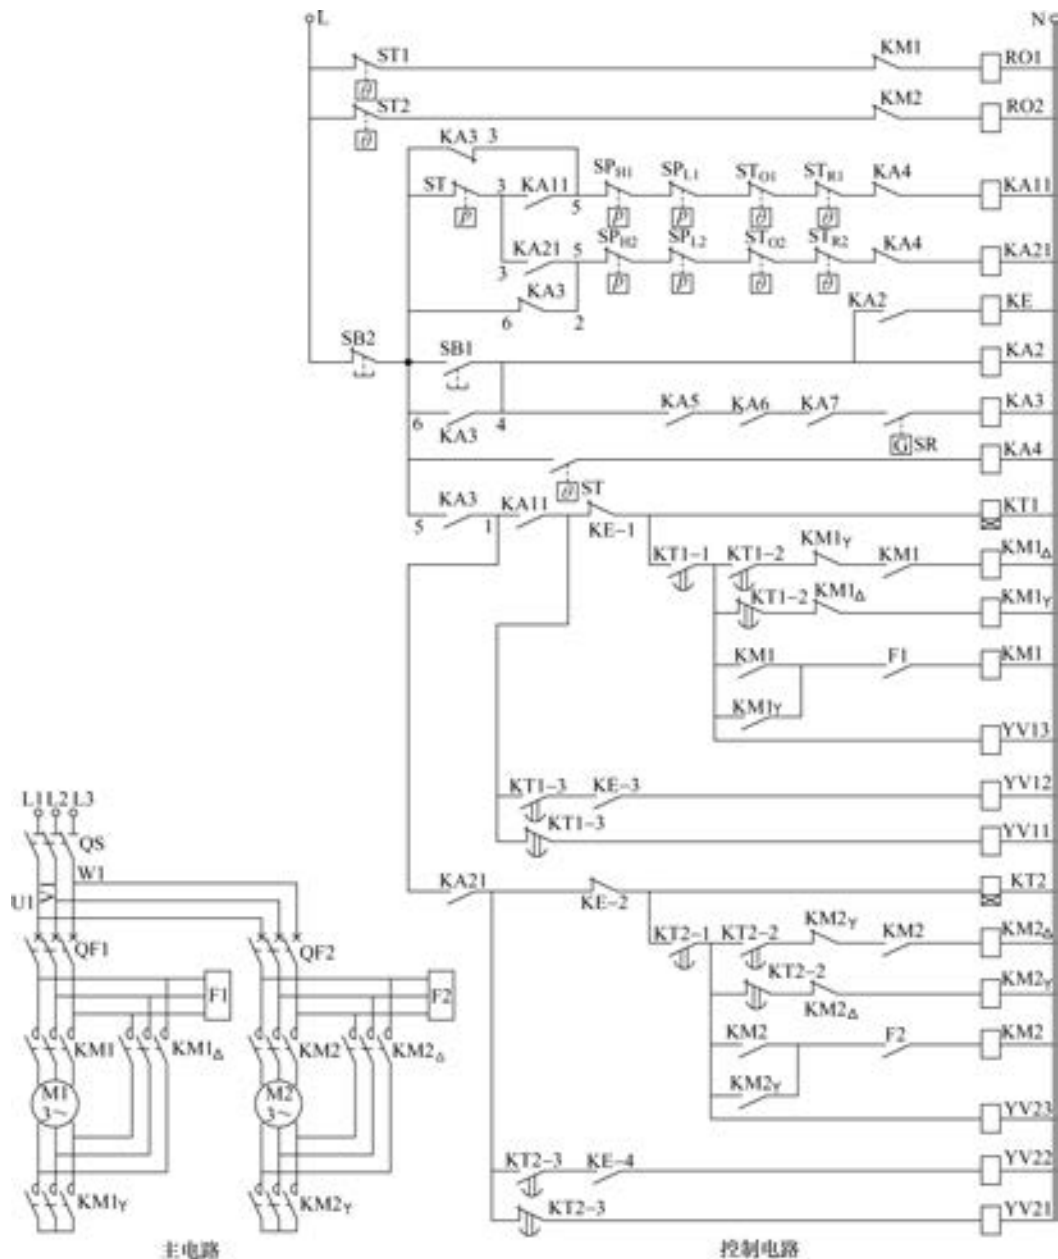 L N
ST1 KM1 RO1
θ
ST2 KM2 RO2
θ
KA3 3
ST 3 KA11 5 SPH1 SPL1 STO1 STR1 KA4 KA11
P P P θ θ
KA21 5 SPH2 SPL2 STO2 STR2 KA4 KA21
3 P P θ θ
KA3 KA2 KE
6 2
SB2 SB1 KA2
6 KA3 4 KA5 KA6 KA7 KA3
G SR
KA4
θ ST
5 KA3 1 KA11 KE-1 KT1
KT1-1 KT1-2 KM1Y KM1 KM1Δ
KT1-2 KM1Δ KM1Y
KM1 F1 KM1
KM1Y
YV13
KT1-3 KE-3 YV12
KT1-3 YV11
KA21 KE-2 KT2
KT2-1 KT2-2 KM2Y KM2 KM2Δ
KT2-2 KM2Δ KM2Y
KM2 F2 KM2
KM2Y
YV23
KT2-3 KE-4 YV22
KT2-3 YV21
控制电路
L1 L2 L3
QS
W1
U1 V1
QF1 QF2
F1 F2
KM1 KM1Δ KM2 KM2Δ
M1 3~ M2 3~
KM1Y KM2Y
主电路